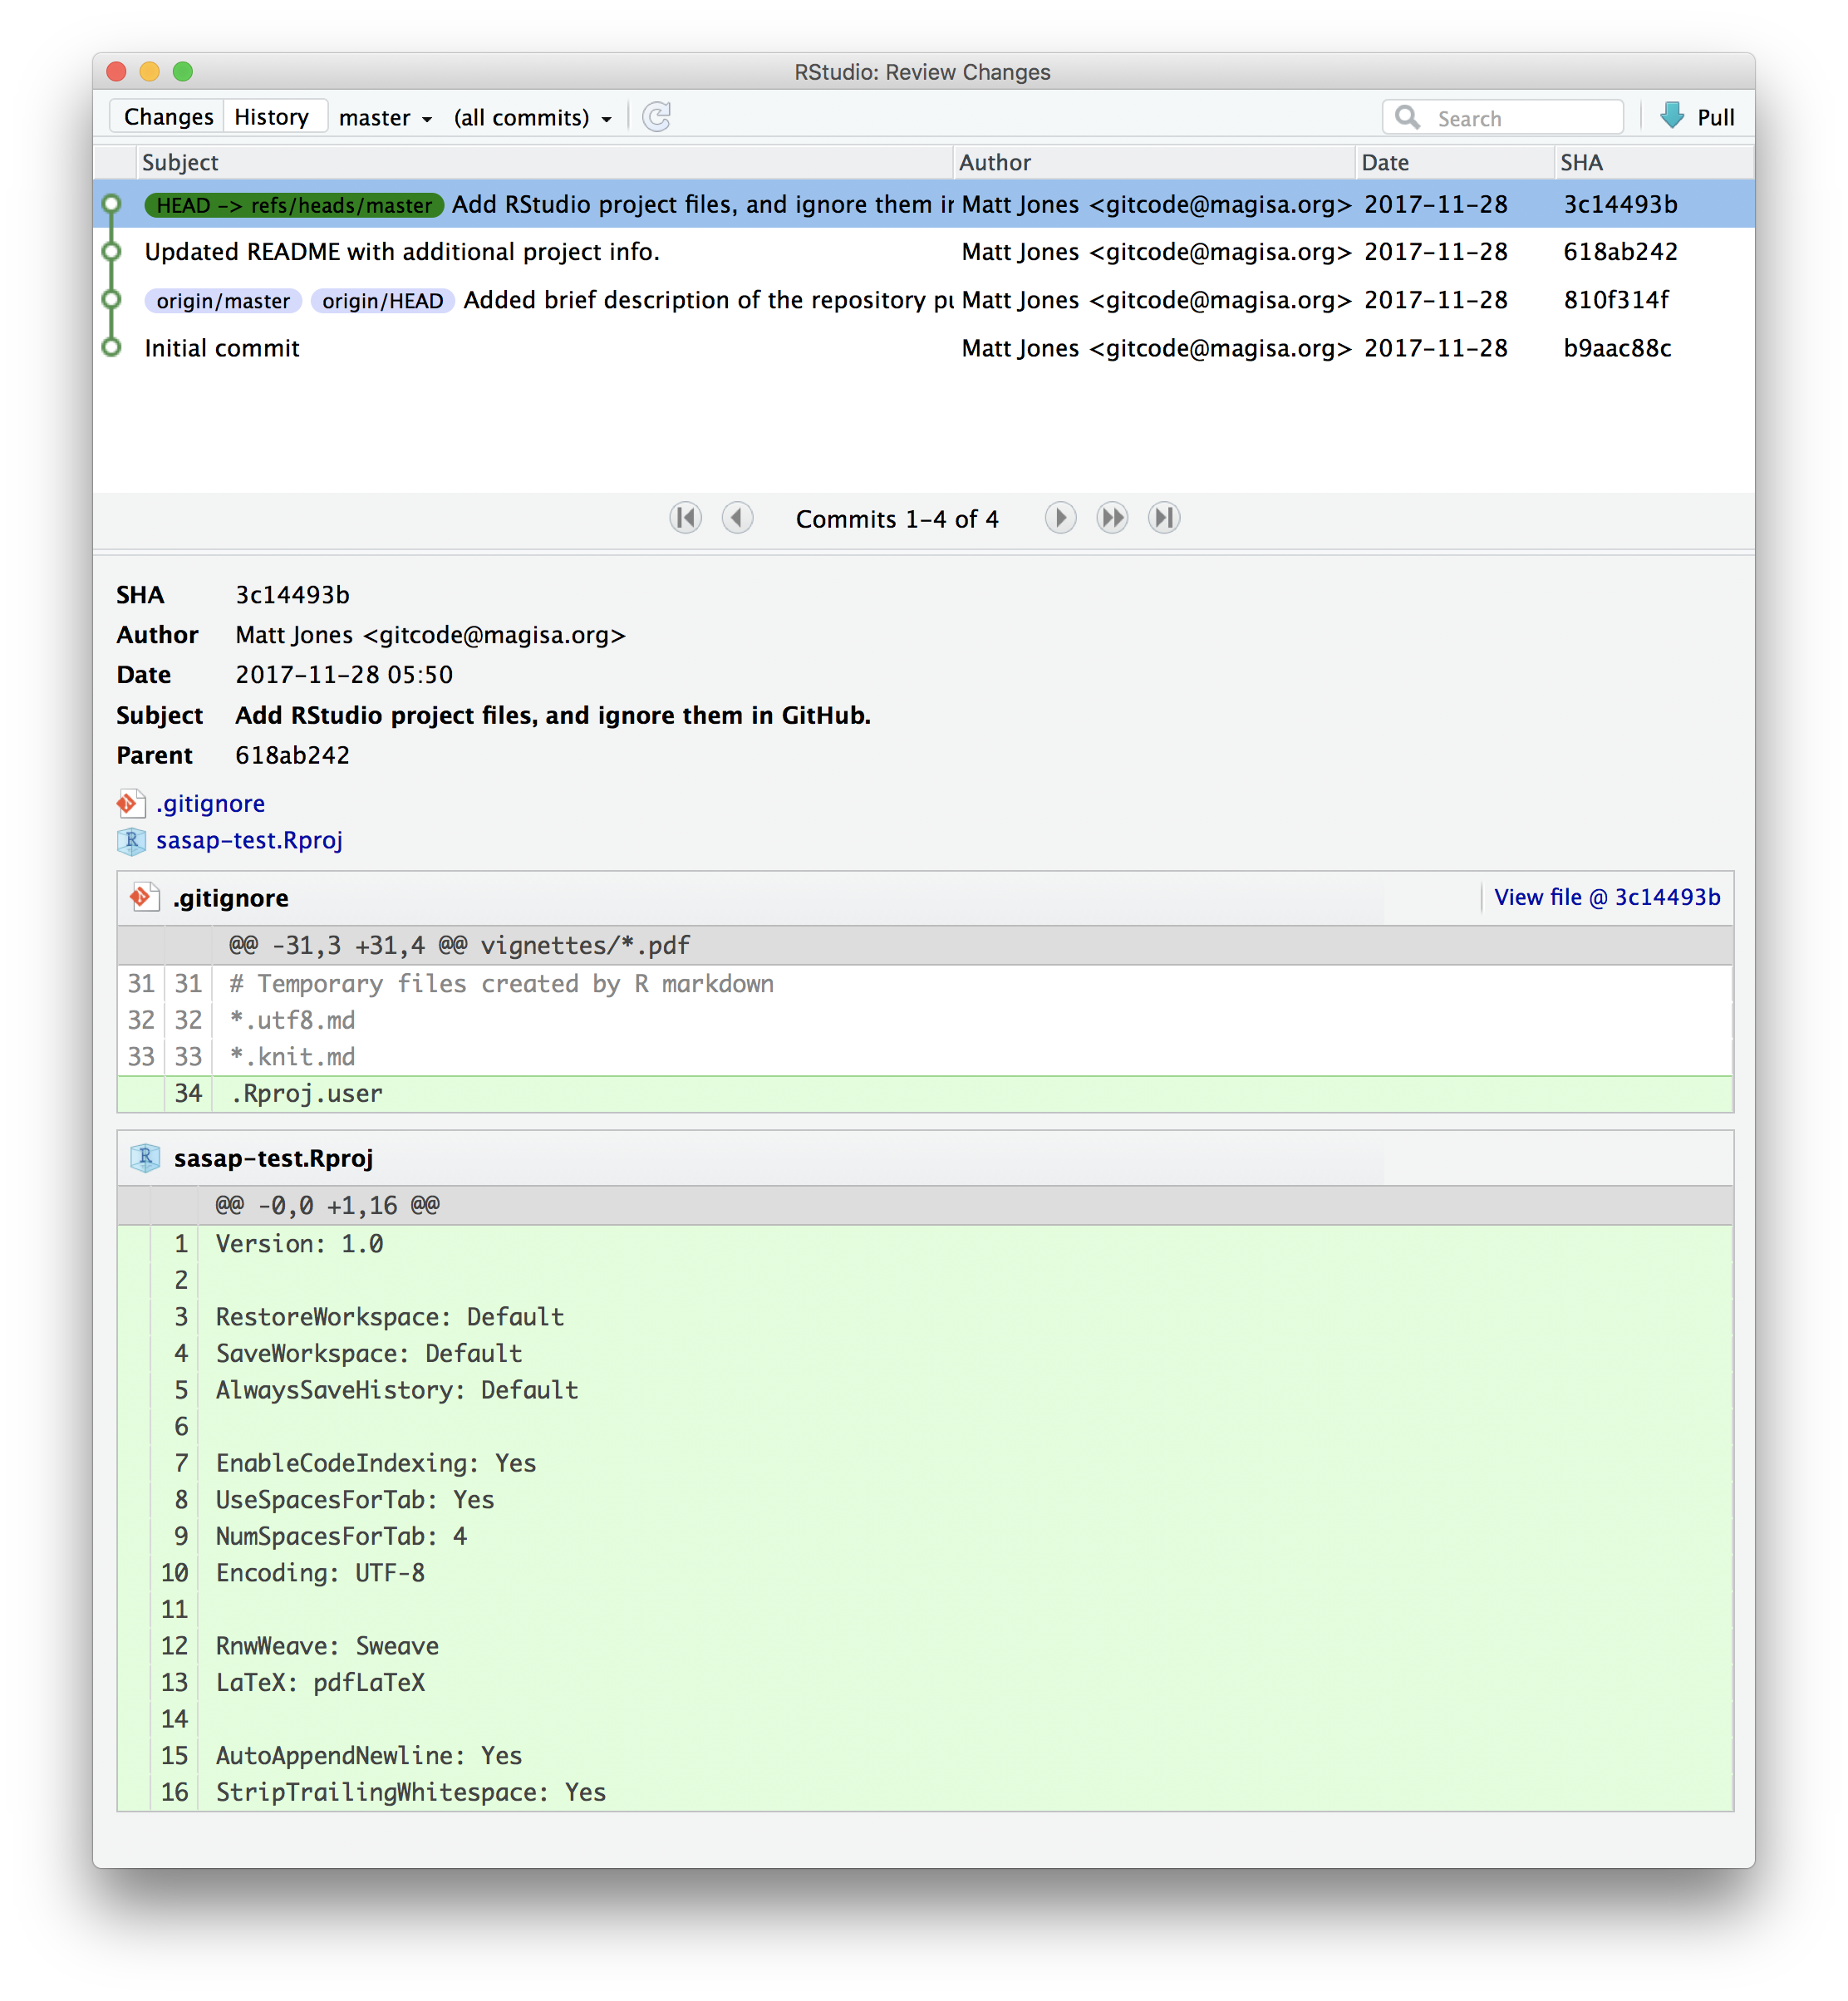 RStudio: Review Changes
Changes History master (all commits) Search Pull
Subject Author Date SHA
HEAD -> refs/heads/master Add RStudio project files, and ignore them in Matt Jones <gitcode@magisa.org> 2017-11-28 3c14493b
Updated README with additional project info. Matt Jones <gitcode@magisa.org> 2017-11-28 618ab242
origin/master origin/HEAD Added brief description of the repository pu Matt Jones <gitcode@magisa.org> 2017-11-28 810f314f
Initial commit Matt Jones <gitcode@magisa.org> 2017-11-28 b9aac88c
Commits 1-4 of 4
SHA 3c14493b
Author Matt Jones <gitcode@magisa.org>
Date 2017-11-28 05:50
Subject Add RStudio project files, and ignore them in GitHub.
Parent 618ab242
.gitignore
sasap-test.Rproj
.gitignore View file @ 3c14493b
@@ -31,3 +31,4 @@ vignettes/*.pdf
31 31 # Temporary files created by R markdown
32 32 *.utf8.md
33 33 *.knit.md
34 .Rproj.user
sasap-test.Rproj
@@ -0,0 +1,16 @@
1 Version: 1.0
2
3 RestoreWorkspace: Default
4 SaveWorkspace: Default
5 AlwaysSaveHistory: Default
6
7 EnableCodeIndexing: Yes
8 UseSpacesForTab: Yes
9 NumSpacesForTab: 4
10 Encoding: UTF-8
11
12 RnwWeave: Sweave
13 LaTeX: pdfLaTeX
14
15 AutoAppendNewline: Yes
16 StripTrailingWhitespace: Yes